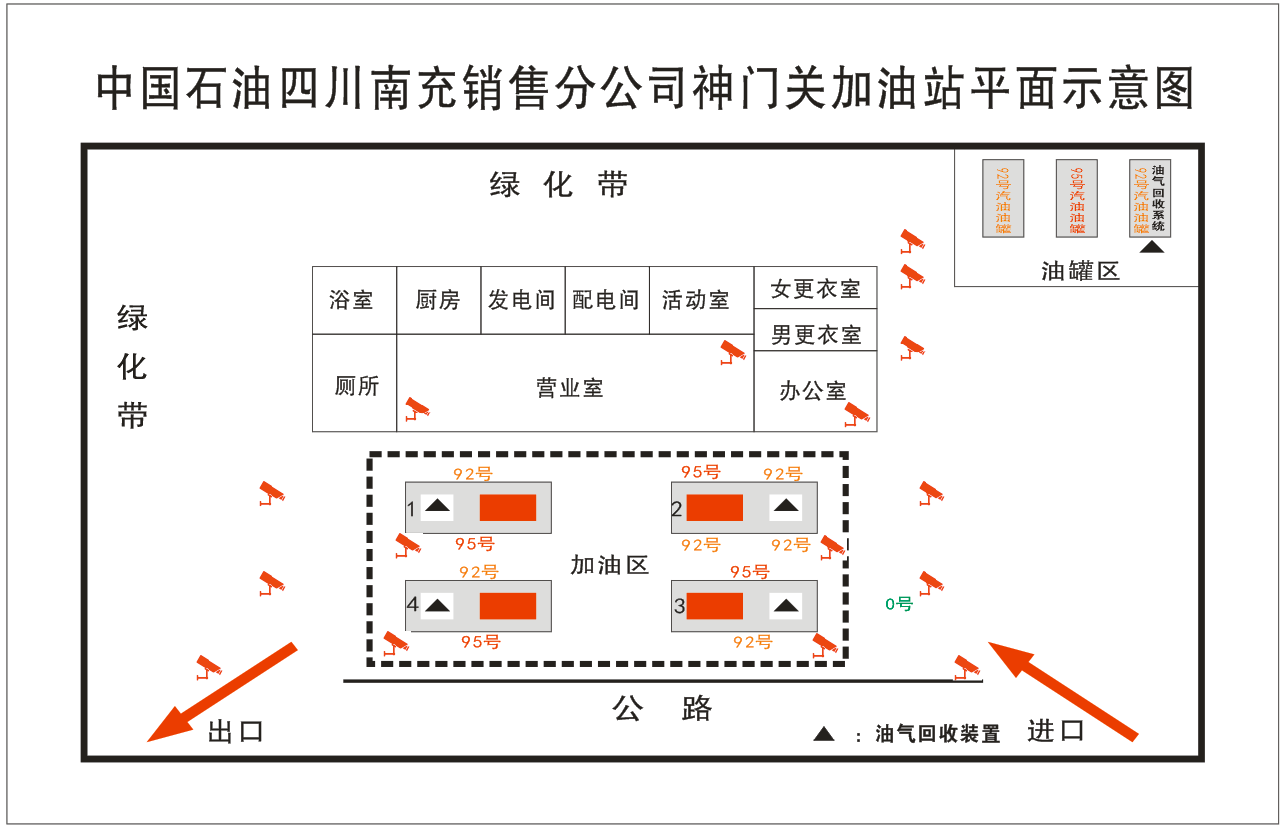 中国石油四川南充销售分公司神门关加油站平面示意图
绿化带
92号汽油油罐
95号汽油油罐
92号汽油油罐
油气回收系统
油罐区
绿化带
浴室
厨房
发电间
配电间
活动室
女更衣室
男更衣室
厕所
营业室
办公室
92号
95号
92号
1
2
95号
92号
92号
加油区
92号
95号
4
3
0号
95号
92号
公路
出口
：油气回收装置
进口